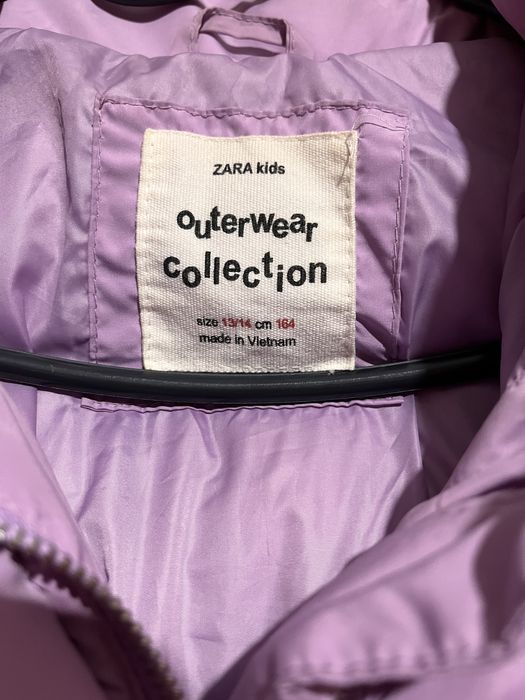 ZARA kids
outerwear
collection
size 13/14 cm 164
made in Vietnam